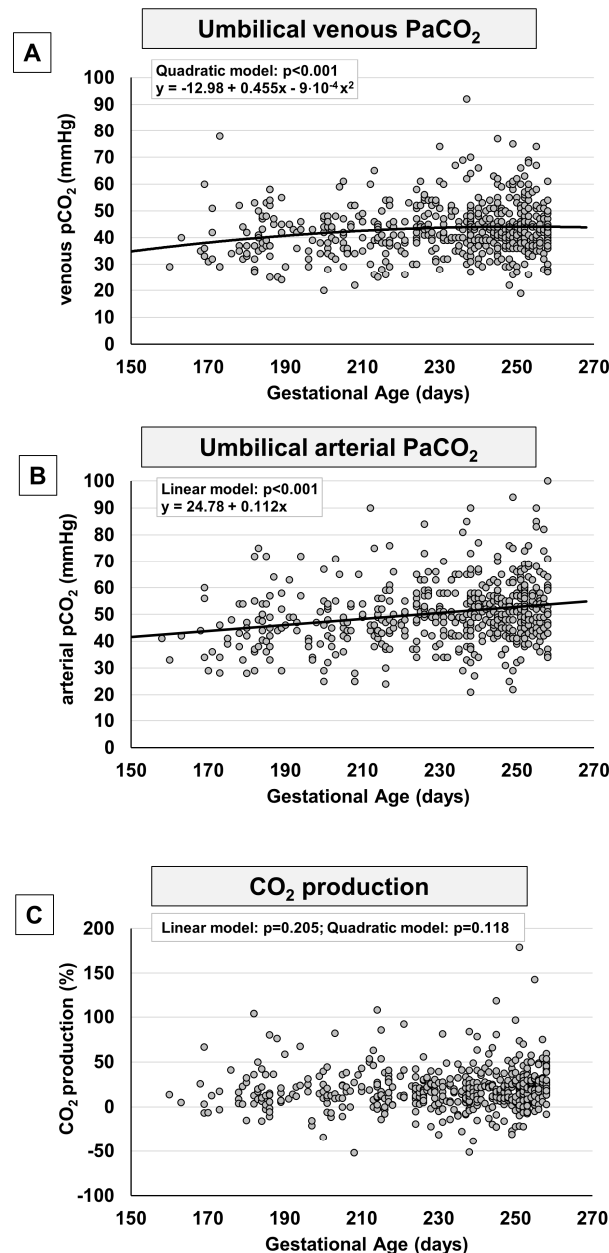 Umbilical venous PaCO₂
A
Quadratic model: p<0.001
y = -12.98 + 0.455x - 9·10⁻⁴x²
venous pCO₂ (mmHg)
100
90
80
70
60
50
40
30
20
10
0
150 170 190 210 230 250 270
Gestational Age (days)
Umbilical arterial PaCO₂
B
Linear model: p<0.001
y = 24.78 + 0.112x
arterial pCO₂ (mmHg)
100
90
80
70
60
50
40
30
20
10
0
150 170 190 210 230 250 270
Gestational Age (days)
CO₂ production
C
Linear model: p=0.205; Quadratic model: p=0.118
CO₂ production (%)
200
150
100
50
0
-50
-100
150 170 190 210 230 250 270
Gestational Age (days)